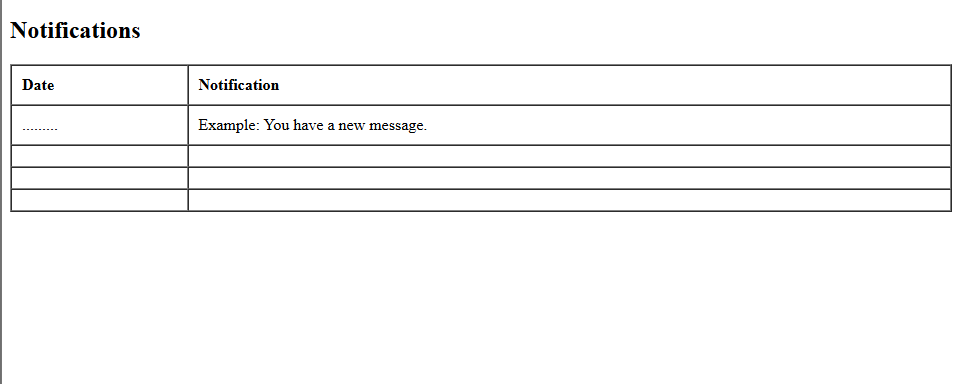 Notifications
Date Notification
......... Example: You have a new message.